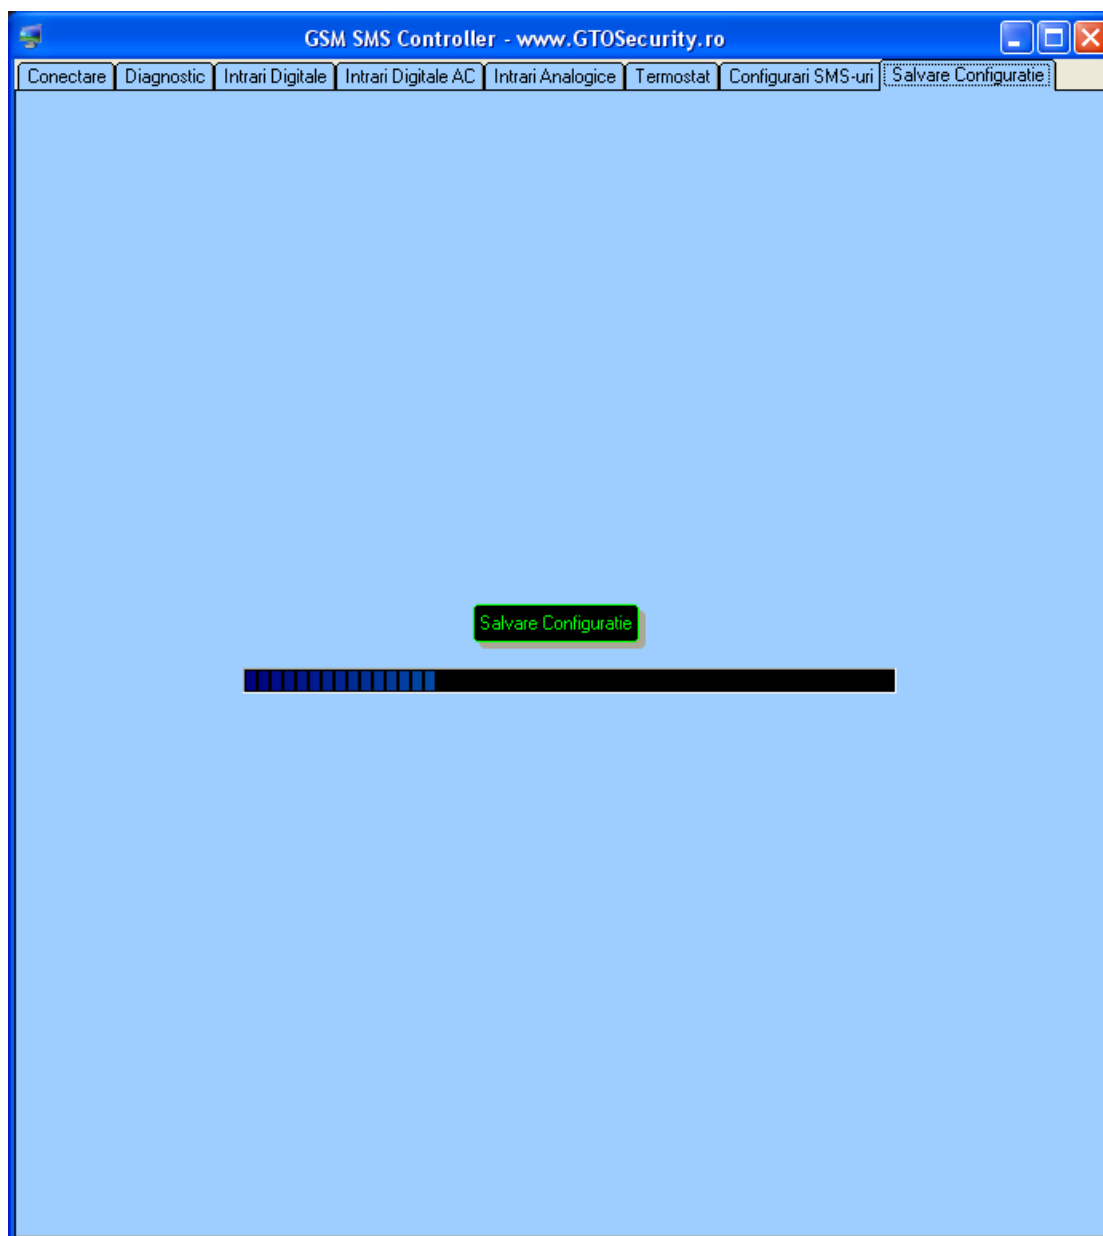 GSM SMS Controller - www.GTOSecurity.ro
Conectare Diagnostic Intrari Digitale Intrari Digitale AC Intrari Analogice Termostat Configurari SMS-uri Salvare Configuratie
Salvare Configuratie